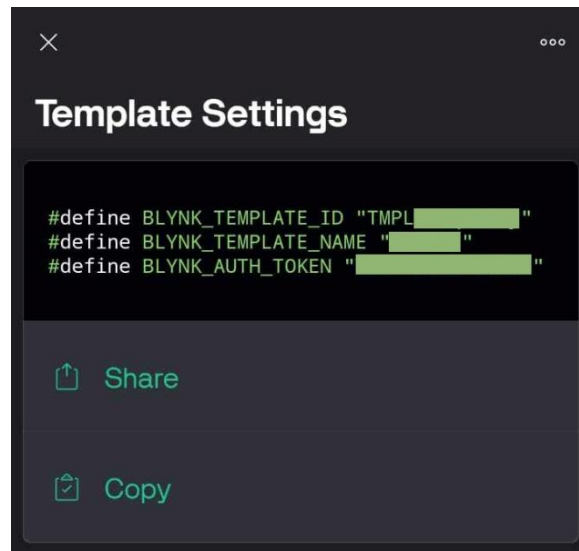 Template Settings
#define BLYNK_TEMPLATE_ID "TMPL"
#define BLYNK_TEMPLATE_NAME ""
#define BLYNK_AUTH_TOKEN ""
Share
Copy